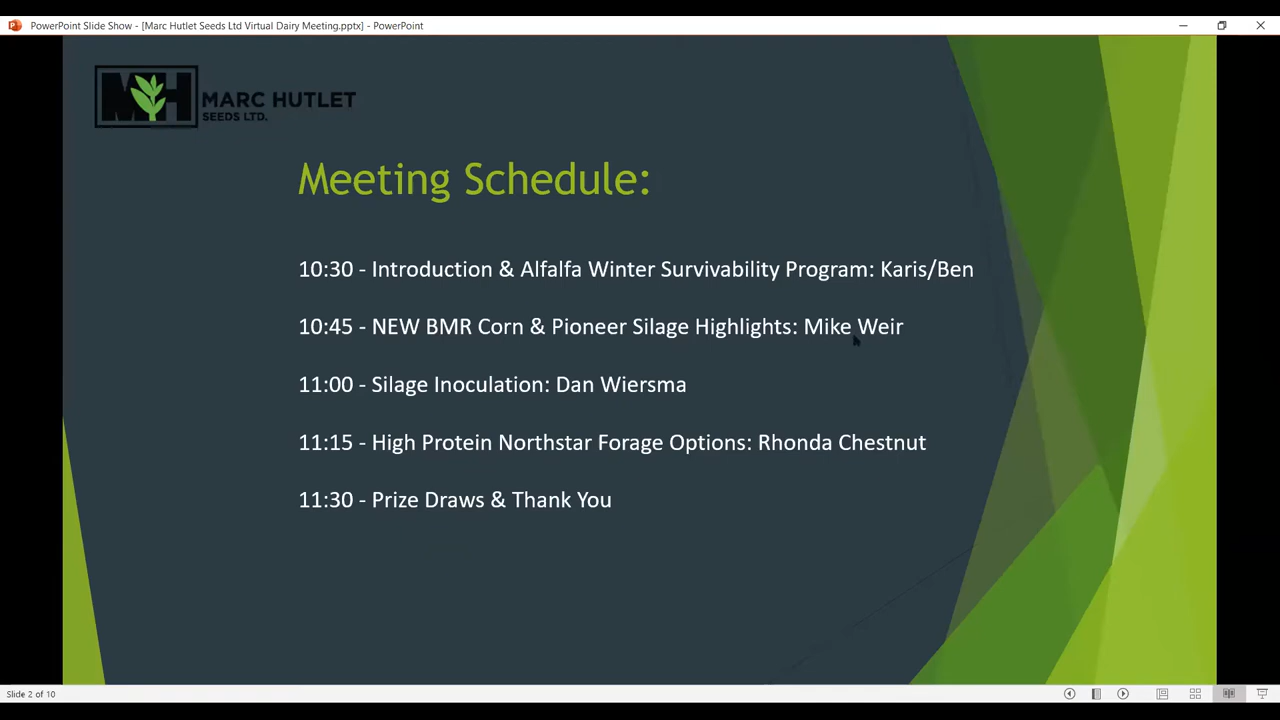 PowerPoint Slide Show - [Marc Hutlet Seeds Ltd Virtual Dairy Meeting.pptx] - PowerPoint
MH MARC HUTLET
SEEDS LTD.
Meeting Schedule:
10:30 - Introduction & Alfalfa Winter Survivability Program: Karis/Ben
10:45 - NEW BMR Corn & Pioneer Silage Highlights: Mike Weir
11:00 - Silage Inoculation: Dan Wiersma
11:15 - High Protein Northstar Forage Options: Rhonda Chestnut
11:30 - Prize Draws & Thank You
Slide 2 of 10